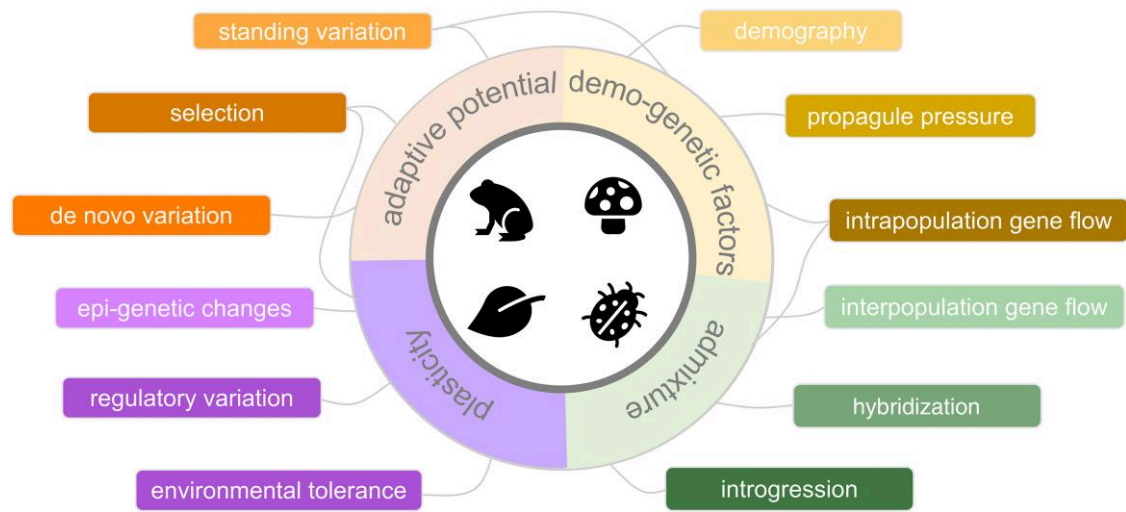 standing variation
demography
selection
propagule pressure
de novo variation
intrapopulation gene flow
epi-genetic changes
interpopulation gene flow
regulatory variation
hybridization
environmental tolerance
introgression
adaptive potential
demo-genetic factors
plasticity
admixture